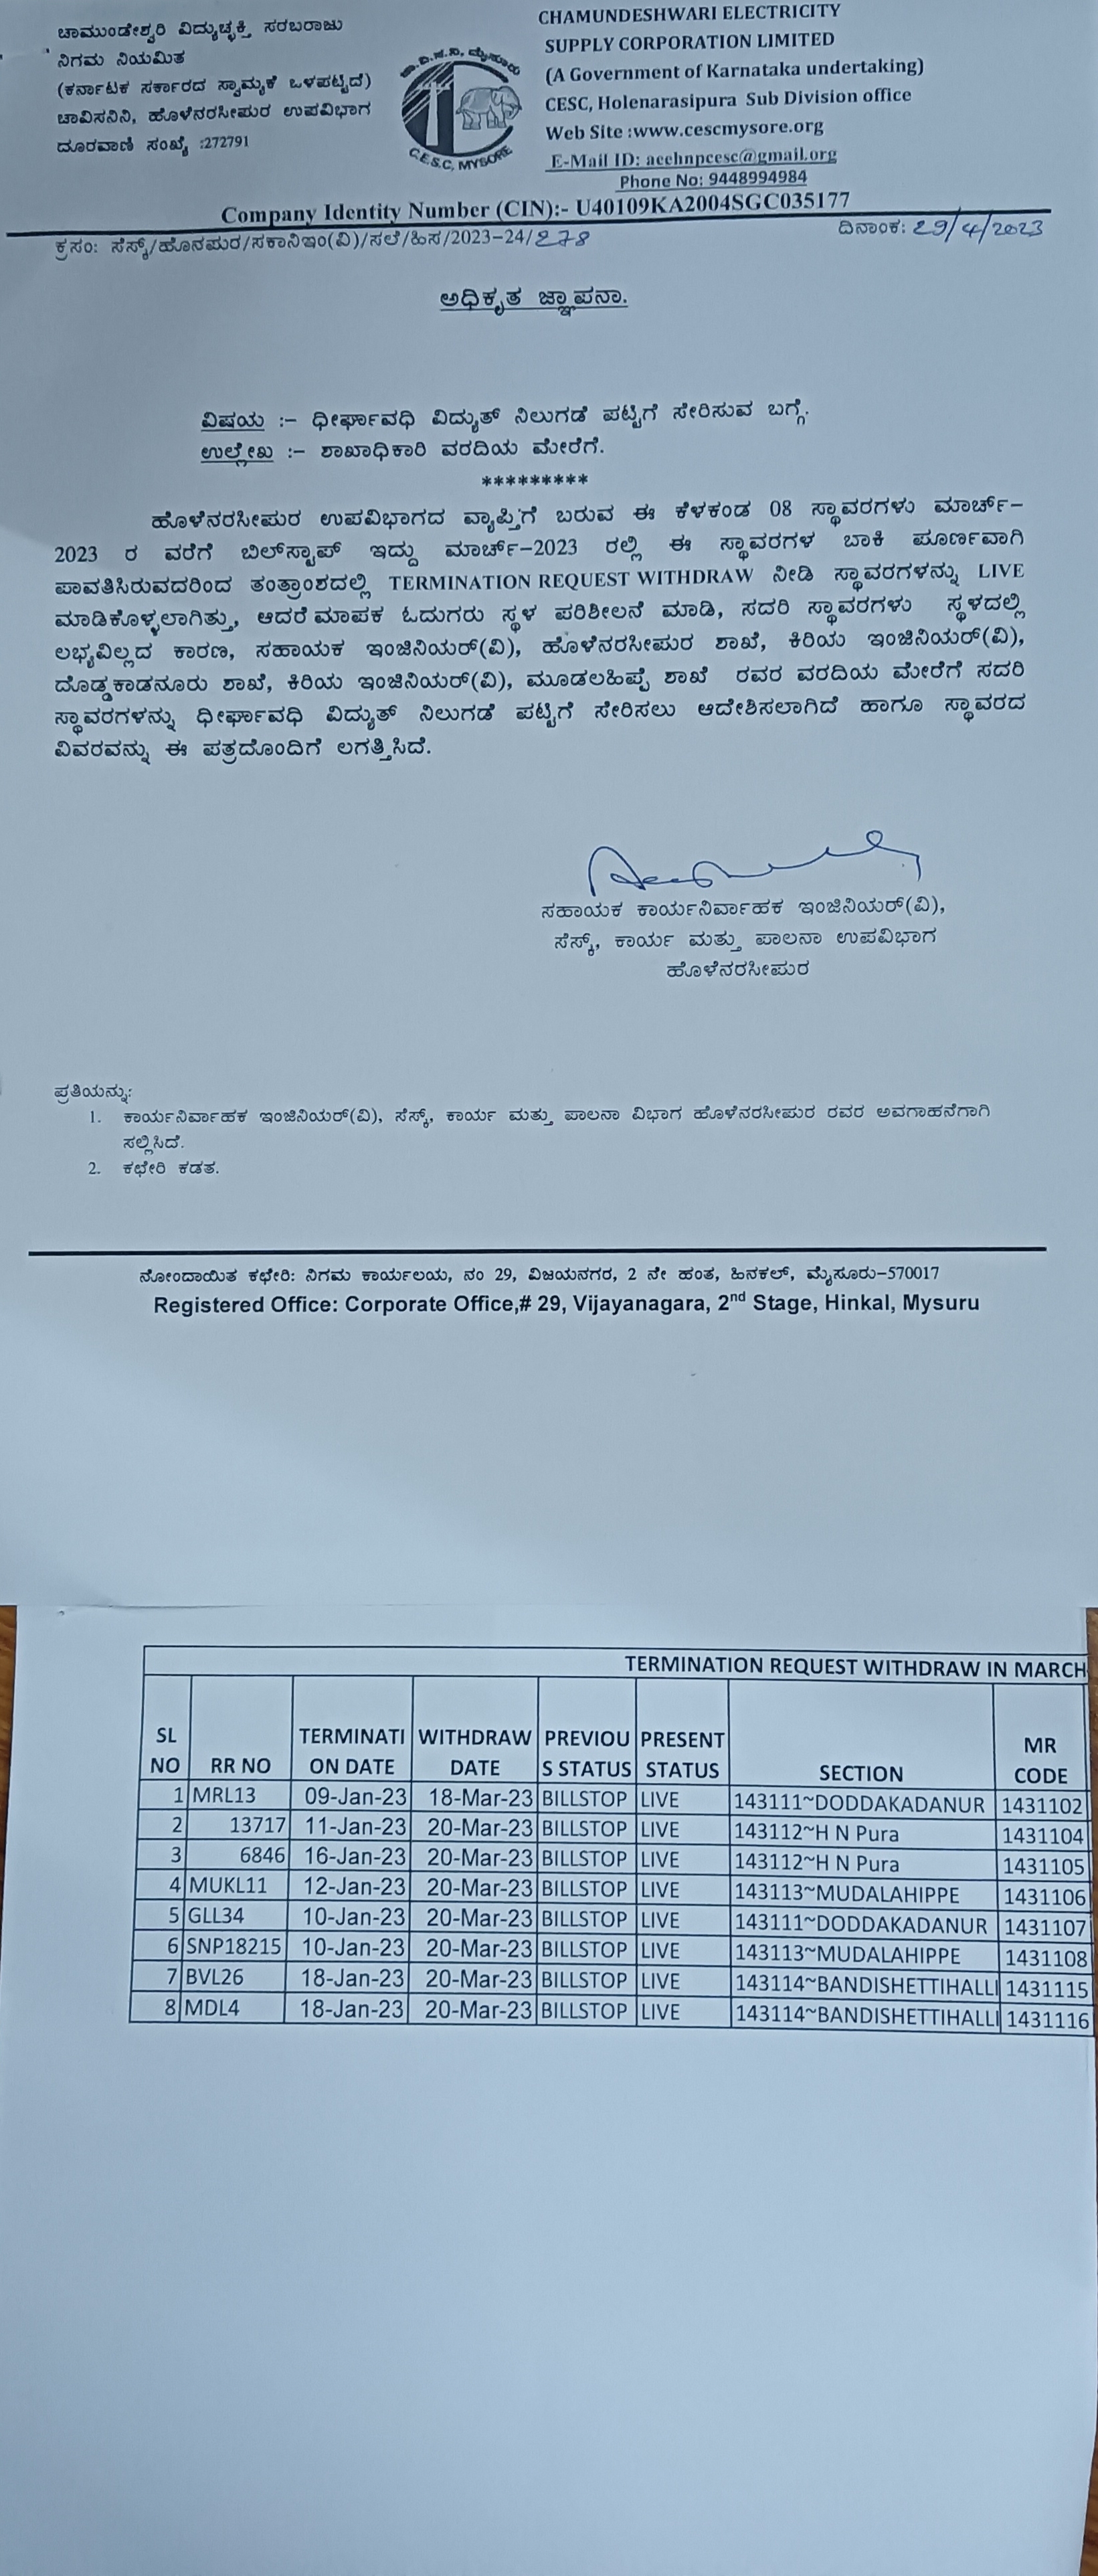 ಚಾಮುಂಡೇಶ್ವರಿ ವಿದ್ಯುಚ್ಛಕ್ತಿ ಸರಬರಾಜು
ನಿಗಮ ನಿಯಮಿತ
(ಕರ್ನಾಟಕ ಸರ್ಕಾರದ ಸ್ವಾಮ್ಯಕೆ ಒಳಪಟ್ಟಿದೆ)
ಚಾವಿಸನಿನಿ, ಹೊಳೆನರಸೀಪುರ ಉಪವಿಭಾಗ
ದೂರವಾಣಿ ಸಂಖ್ಯೆ :272791
ಚಾ.ವಿ.ಸ.ನಿ, ಮೈಸೂರು
C.E.S.C, MYSORE
CHAMUNDESHWARI ELECTRICITY
SUPPLY CORPORATION LIMITED
(A Government of Karnataka undertaking)
CESC, Holenarasipura Sub Division office
Web Site :www.cescmysore.org
E-Mail ID: aeehnpcesc@gmail.org
Phone No: 9448994984
Company Identity Number (CIN):- U40109KA2004SGC035177
ಕ್ರಸಂ: ಸೆಸ್ಕ್/ಹೊನಪುರ/ಸಕಾನಿಇಂ(ವಿ)/ಸಲೆ/ಹಿಸ/2023-24/278
ದಿನಾಂಕ: 29/4/2023
ಅಧಿಕೃತ ಜ್ಞಾಪನಾ.
ವಿಷಯ :- ಧೀರ್ಘಾವಧಿ ವಿದ್ಯುತ್ ನಿಲುಗಡೆ ಪಟ್ಟಿಗೆ ಸೇರಿಸುವ ಬಗ್ಗೆ.
ಉಲ್ಲೇಖ :- ಶಾಖಾಧಿಕಾರಿ ವರದಿಯ ಮೇರೆಗೆ.
*********
ಹೊಳೆನರಸೀಪುರ ಉಪವಿಭಾಗದ ವ್ಯಾಪ್ತಿಗೆ ಬರುವ ಈ ಕೆಳಕಂಡ 08 ಸ್ಥಾವರಗಳು ಮಾರ್ಚ್-
2023 ರ ವರೆಗೆ ಬಿಲ್‌ಸ್ಟಾಪ್ ಇದ್ದು ಮಾರ್ಚ್-2023 ರಲ್ಲಿ ಈ ಸ್ಥಾವರಗಳ ಬಾಕಿ ಪೂರ್ಣವಾಗಿ
ಪಾವತಿಸಿರುವದರಿಂದ ತಂತ್ರಾಂಶದಲ್ಲಿ TERMINATION REQUEST WITHDRAW ನೀಡಿ ಸ್ಥಾವರಗಳನ್ನು LIVE
ಮಾಡಿಕೊಳ್ಳಲಾಗಿತ್ತು, ಆದರೆ ಮಾಪಕ ಓದುಗರು ಸ್ಥಳ ಪರಿಶೀಲನೆ ಮಾಡಿ, ಸದರಿ ಸ್ಥಾವರಗಳು ಸ್ಥಳದಲ್ಲಿ
ಲಭ್ಯವಿಲ್ಲದ ಕಾರಣ, ಸಹಾಯಕ ಇಂಜಿನಿಯರ್(ವಿ), ಹೊಳೆನರಸೀಪುರ ಶಾಖೆ, ಕಿರಿಯ ಇಂಜಿನಿಯರ್(ವಿ),
ದೊಡ್ಡಕಾಡನೂರು ಶಾಖೆ, ಕಿರಿಯ ಇಂಜಿನಿಯರ್(ವಿ), ಮೂಡಲಹಿಪ್ಪೆ ಶಾಖೆ ರವರ ವರದಿಯ ಮೇರೆಗೆ ಸದರಿ
ಸ್ಥಾವರಗಳನ್ನು ಧೀರ್ಘಾವಧಿ ವಿದ್ಯುತ್ ನಿಲುಗಡೆ ಪಟ್ಟಿಗೆ ಸೇರಿಸಲು ಆದೇಶಿಸಲಾಗಿದೆ ಹಾಗೂ ಸ್ಥಾವರದ
ವಿವರವನ್ನು ಈ ಪತ್ರದೊಂದಿಗೆ ಲಗತ್ತಿಸಿದೆ.
ಸಹಾಯಕ ಕಾರ್ಯನಿರ್ವಾಹಕ ಇಂಜಿನಿಯರ್(ವಿ),
ಸೆಸ್ಕ್, ಕಾರ್ಯ ಮತ್ತು ಪಾಲನಾ ಉಪವಿಭಾಗ
ಹೊಳೆನರಸೀಪುರ
ಪ್ರತಿಯನ್ನು:
1. ಕಾರ್ಯನಿರ್ವಾಹಕ ಇಂಜಿನಿಯರ್(ವಿ), ಸೆಸ್ಕ್, ಕಾರ್ಯ ಮತ್ತು ಪಾಲನಾ ವಿಭಾಗ ಹೊಳೆನರಸೀಪುರ ರವರ ಅವಗಾಹನೆಗಾಗಿ
ಸಲ್ಲಿಸಿದೆ.
2. ಕಛೇರಿ ಕಡತ.
ನೋಂದಾಯಿತ ಕಛೇರಿ: ನಿಗಮ ಕಾರ್ಯಲಯ, ನಂ 29, ವಿಜಯನಗರ, 2 ನೇ ಹಂತ, ಹಿನಕಲ್, ಮೈಸೂರು-570017
Registered Office: Corporate Office,# 29, Vijayanagara, 2nd Stage, Hinkal, Mysuru
TERMINATION REQUEST WITHDRAW IN MARCH
SL NO RR NO TERMINATI ON DATE WITHDRAW DATE PREVIOU S STATUS PRESENT STATUS SECTION MR CODE
1 MRL13 09-Jan-23 18-Mar-23 BILLSTOP LIVE 143111~DODDAKADANUR 1431102
2 13717 11-Jan-23 20-Mar-23 BILLSTOP LIVE 143112~H N Pura 1431104
3 6846 16-Jan-23 20-Mar-23 BILLSTOP LIVE 143112~H N Pura 1431105
4 MUKL11 12-Jan-23 20-Mar-23 BILLSTOP LIVE 143113~MUDALAHIPPE 1431106
5 GLL34 10-Jan-23 20-Mar-23 BILLSTOP LIVE 143111~DODDAKADANUR 1431107
6 SNP18215 10-Jan-23 20-Mar-23 BILLSTOP LIVE 143113~MUDALAHIPPE 1431108
7 BVL26 18-Jan-23 20-Mar-23 BILLSTOP LIVE 143114~BANDISHETTIHALLI 1431115
8 MDL4 18-Jan-23 20-Mar-23 BILLSTOP LIVE 143114~BANDISHETTIHALLI 1431116